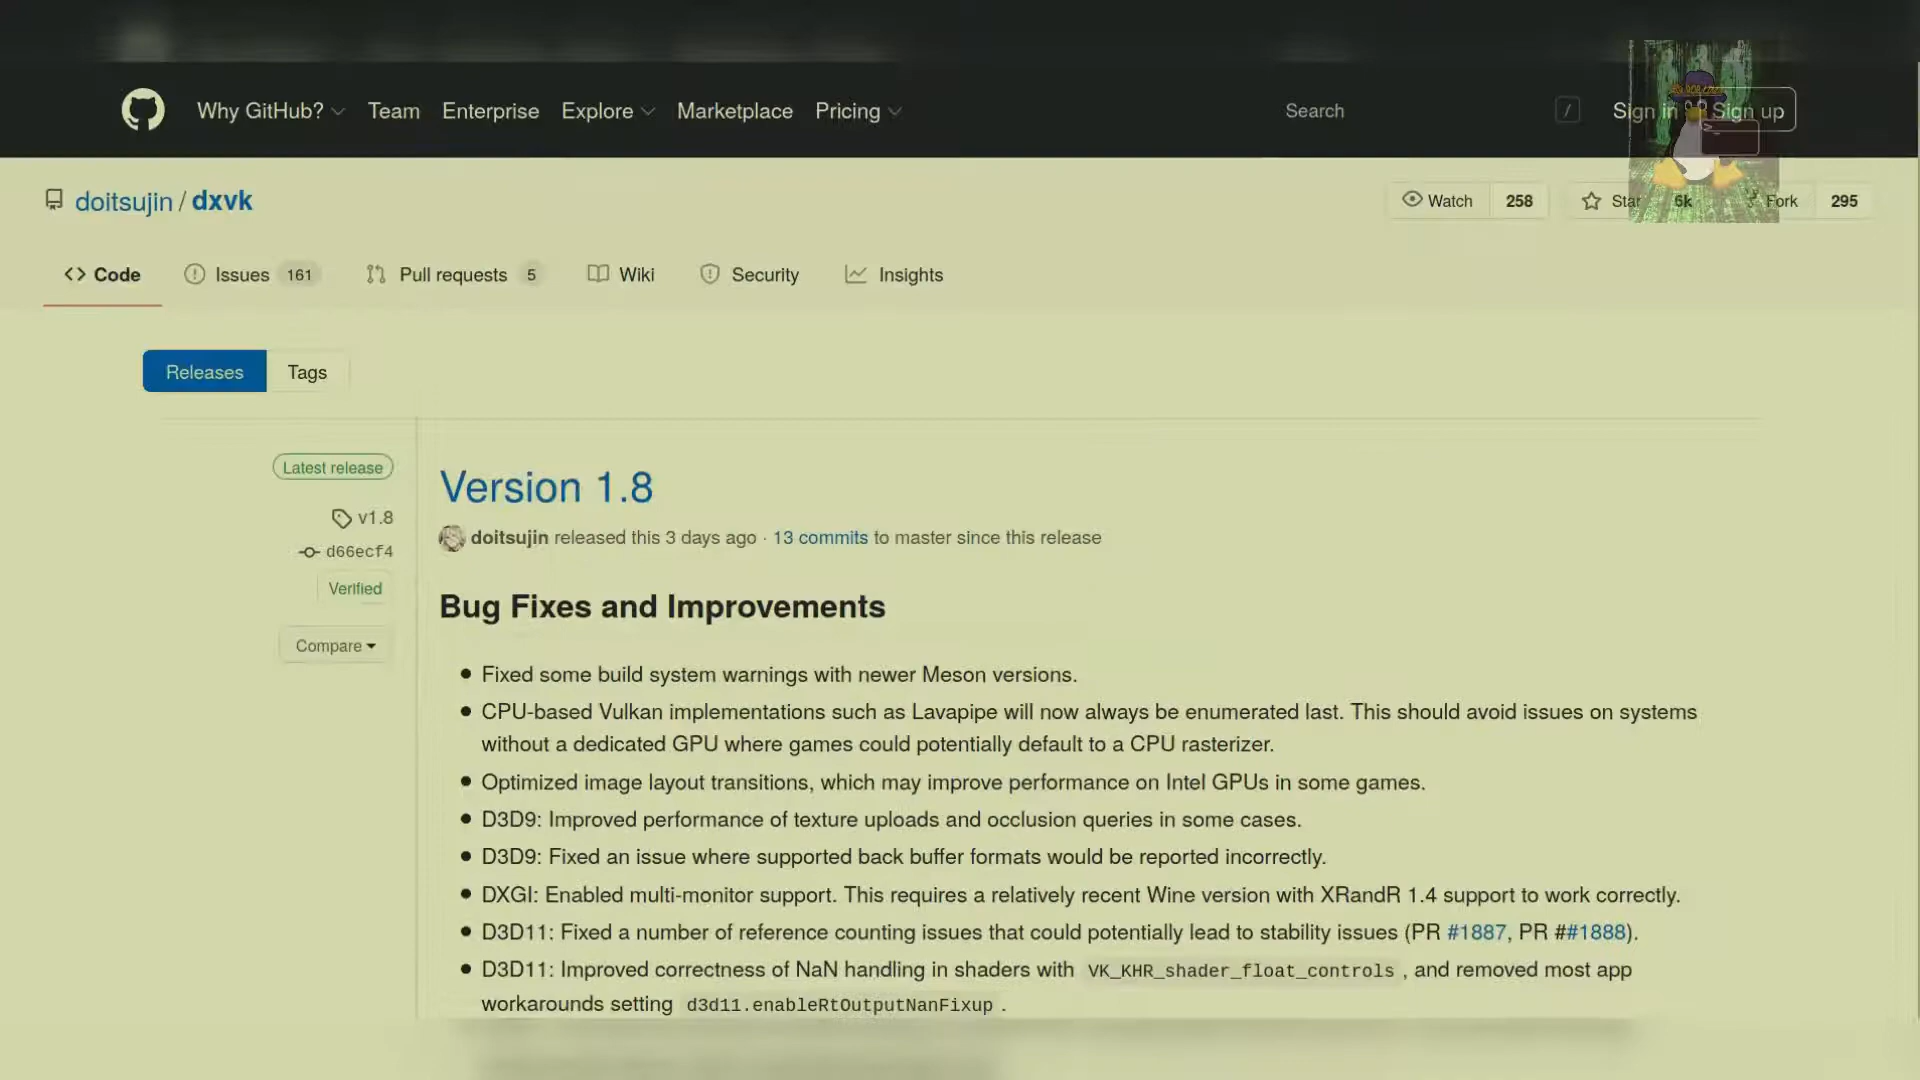 Why GitHub? Team Enterprise Explore Marketplace Pricing Search / Sign in Sign up
doitsujin / dxvk
Watch 258 Star 6k Fork 295
Code Issues 161 Pull requests 5 Wiki Security Insights
Releases Tags
Latest release
v1.8
d66ecf4
Verified
Compare
Version 1.8
doitsujin released this 3 days ago · 13 commits to master since this release
Bug Fixes and Improvements
Fixed some build system warnings with newer Meson versions.
CPU-based Vulkan implementations such as Lavapipe will now always be enumerated last. This should avoid issues on systems
without a dedicated GPU where games could potentially default to a CPU rasterizer.
Optimized image layout transitions, which may improve performance on Intel GPUs in some games.
D3D9: Improved performance of texture uploads and occlusion queries in some cases.
D3D9: Fixed an issue where supported back buffer formats would be reported incorrectly.
DXGI: Enabled multi-monitor support. This requires a relatively recent Wine version with XRandR 1.4 support to work correctly.
D3D11: Fixed a number of reference counting issues that could potentially lead to stability issues (PR #1887, PR ##1888).
D3D11: Improved correctness of NaN handling in shaders with VK_KHR_shader_float_controls , and removed most app
workarounds setting d3d11.enableRtOutputNanFixup .